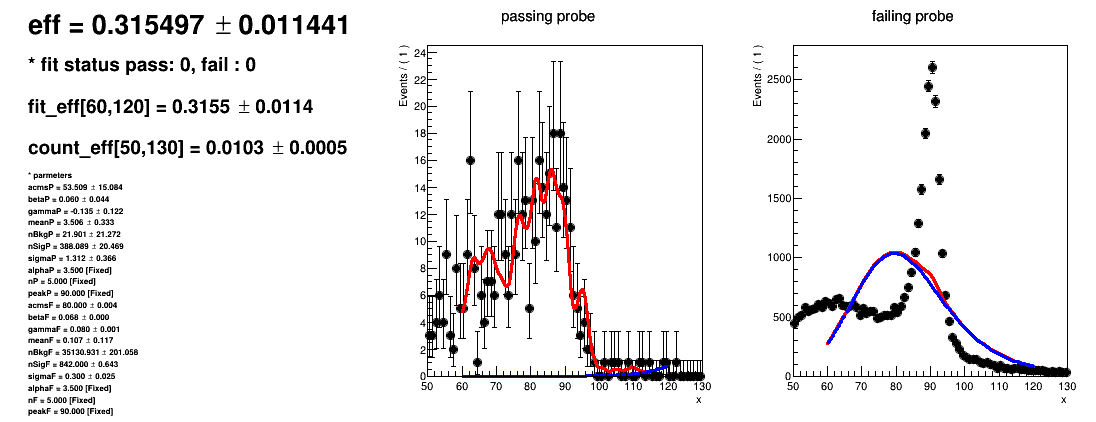 eff = 0.315497 ± 0.011441
* fit status pass: 0, fail : 0
fit_eff[60,120] = 0.3155 ± 0.0114
count_eff[50,130] = 0.0103 ± 0.0005
* parmeters
acmsP = 53.509 ± 15.084
betaP = 0.060 ± 0.044
gammaP = -0.135 ± 0.122
meanP = 3.506 ± 0.333
nBkgP = 21.901 ± 21.272
nSigP = 388.089 ± 20.469
sigmaP = 1.312 ± 0.366
alphaP = 3.500 [Fixed]
nP = 5.000 [Fixed]
peakP = 90.000 [Fixed]
acmsF = 80.000 ± 0.004
betaF = 0.068 ± 0.000
gammaF = 0.080 ± 0.001
meanF = 0.107 ± 0.117
nBkgF = 35130.931 ± 201.058
nSigF = 842.000 ± 0.643
sigmaF = 0.300 ± 0.025
alphaF = 3.500 [Fixed]
nF = 5.000 [Fixed]
peakF = 90.000 [Fixed]
passing probe
Events / ( 1 )
24
22
20
18
16
14
12
10
8
6
4
2
0
50 60 70 80 90 100 110 120 130
x
failing probe
Events / ( 1 )
2500
2000
1500
1000
500
0
50 60 70 80 90 100 110 120 130
x